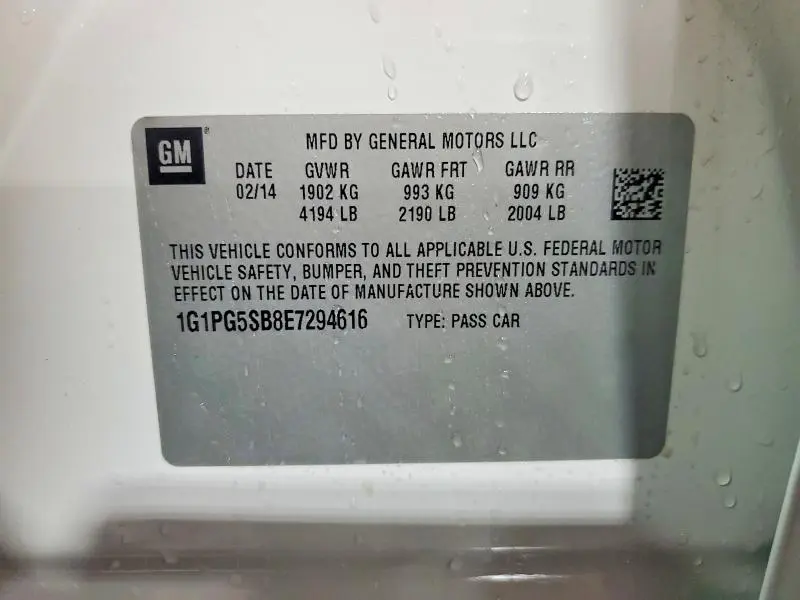 GM®
MFD BY GENERAL MOTORS LLC
DATE GVWR GAWR FRT GAWR RR
02/14 1902 KG 993 KG 909 KG
4194 LB 2190 LB 2004 LB
THIS VEHICLE CONFORMS TO ALL APPLICABLE U.S. FEDERAL MOTOR
VEHICLE SAFETY, BUMPER, AND THEFT PREVENTION STANDARDS IN
EFFECT ON THE DATE OF MANUFACTURE SHOWN ABOVE.
1G1PG5SB8E7294616 TYPE: PASS CAR